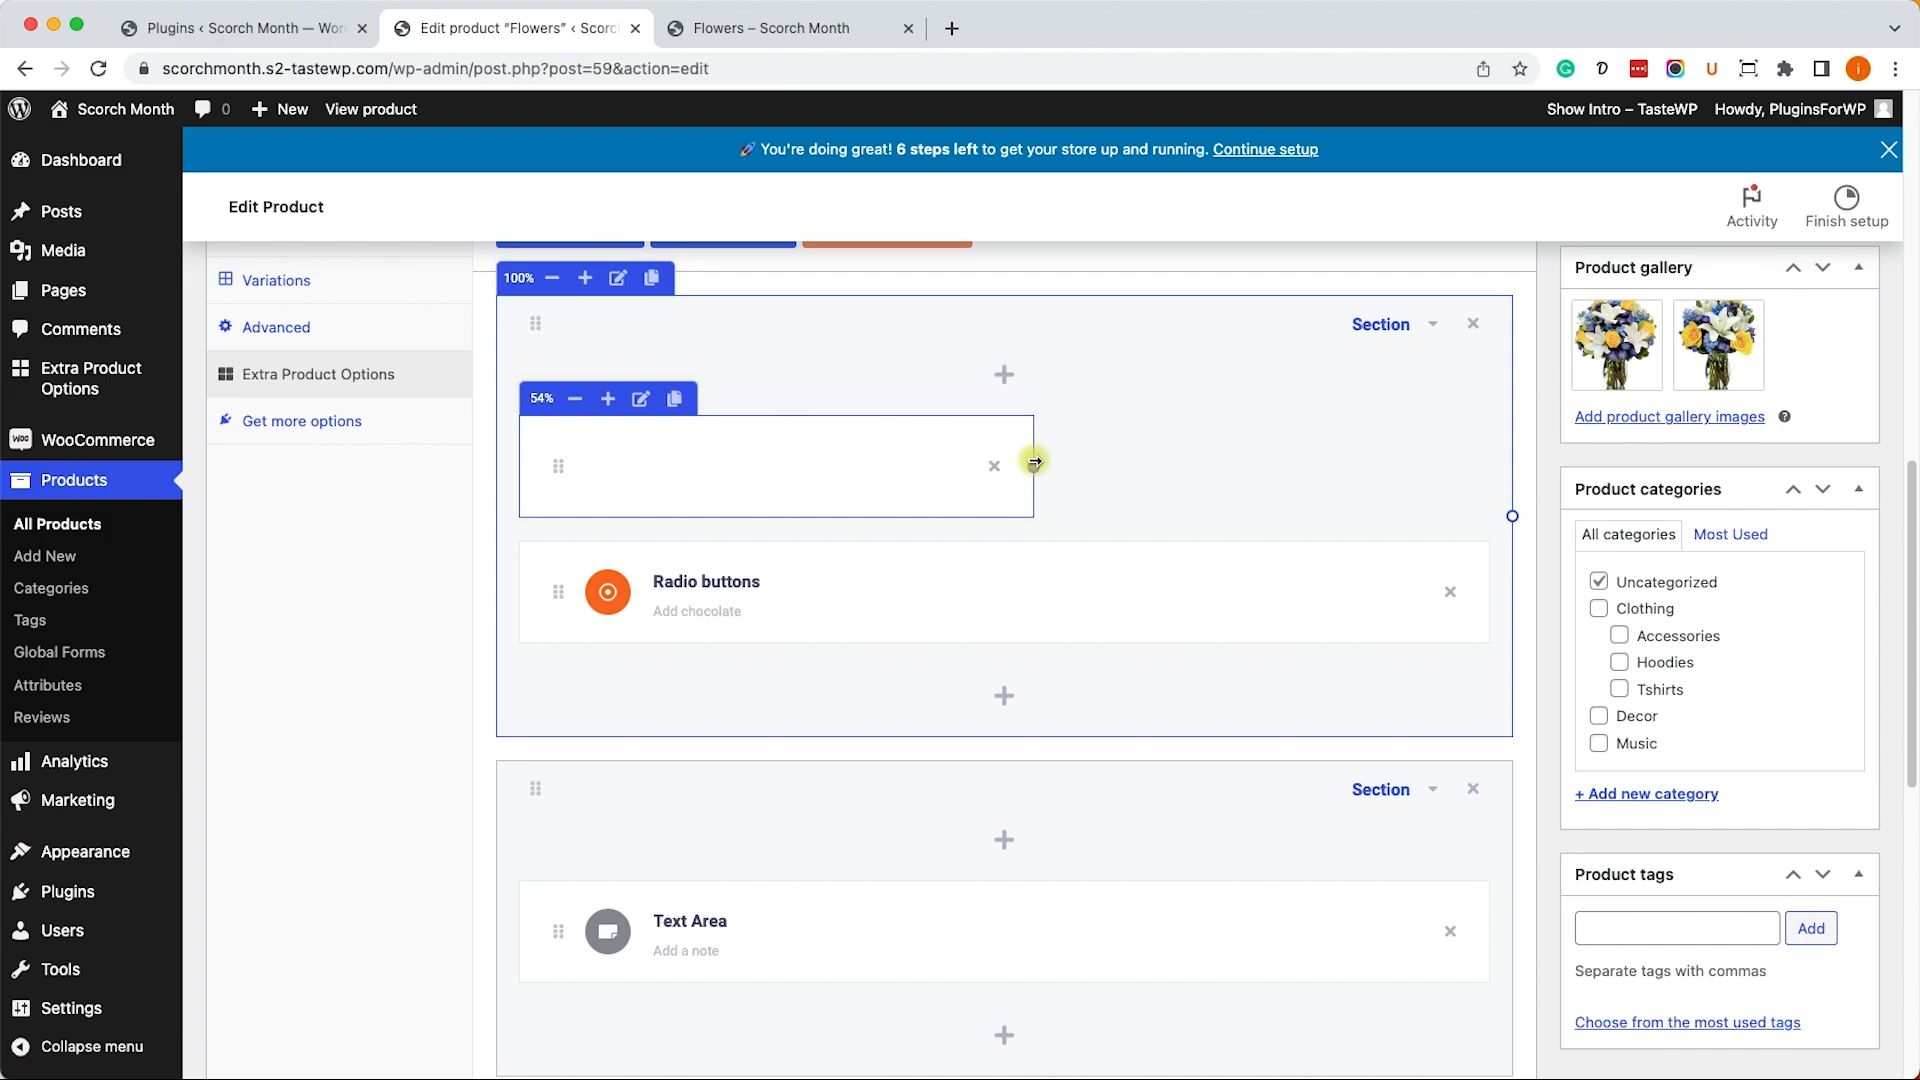 Plugins ‹ Scorch Month — Wor
Edit product “Flowers” ‹ Scorc
Flowers – Scorch Month
scorchmonth.s2-tastewp.com/wp-admin/post.php?post=59&action=edit
Scorch Month
0
New
View product
Show Intro – TasteWP
Howdy, PluginsForWP
Dashboard
🚀 You're doing great! 6 steps left to get your store up and running. Continue setup
Edit Product
Activity
Finish setup
Posts
Media
Pages
Comments
Extra Product
Options
WooCommerce
Products
All Products
Add New
Categories
Tags
Global Forms
Attributes
Reviews
Analytics
Marketing
Appearance
Plugins
Users
Tools
Settings
Collapse menu
Variations
Advanced
Extra Product Options
Get more options
100%
Section
54%
Radio buttons
Add chocolate
Section
Text Area
Add a note
Product gallery
Add product gallery images
Product categories
All categories
Most Used
Uncategorized
Clothing
Accessories
Hoodies
Tshirts
Decor
Music
+ Add new category
Product tags
Add
Separate tags with commas
Choose from the most used tags